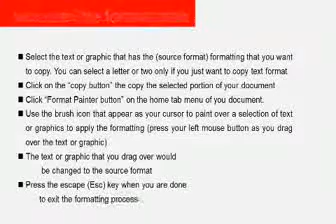 ■ Select the text or graphic that has the (source format) formatting that you want
to copy. You can select a letter or two only if you just want to copy text format
■ Click on the "copy button" the copy the selected portion of your document
■ Click "Format Painter button" on the home tab menu of you document.
■ Use the brush icon that appear as your cursor to paint over a selection of text
or graphics to apply the formatting (press your left mouse button as you drag
over the text or graphic).
■ The text or graphic that you drag over would
be changed to the source format
■ Press the escape (Esc) key when you are done
to exit the formatting process